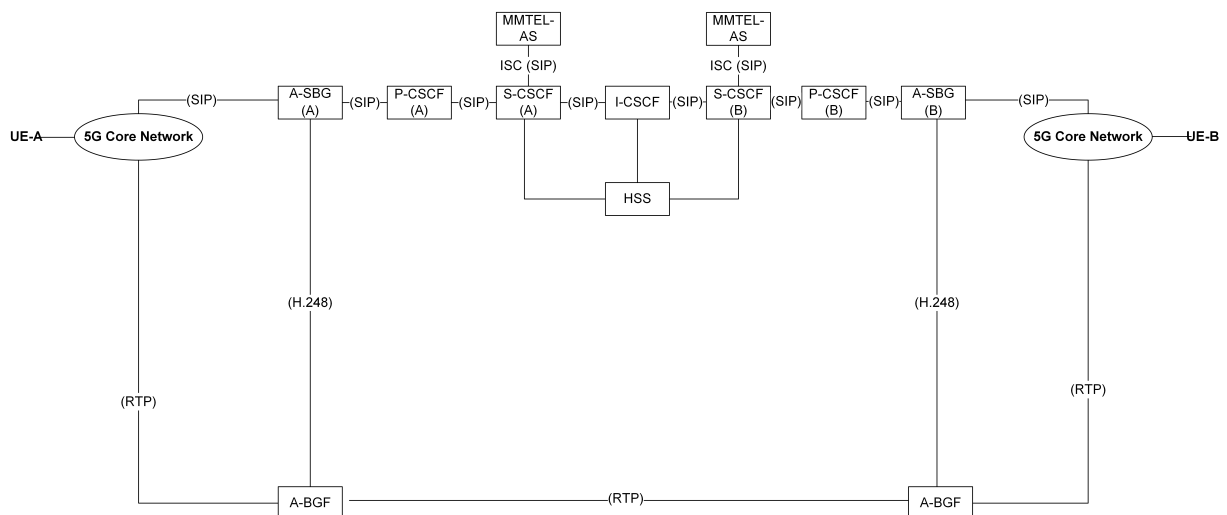 MMTEL-
AS
MMTEL-
AS
ISC (SIP)
ISC (SIP)
(SIP)
A-SBG
(A)
(SIP)
P-CSCF
(A)
(SIP)
S-CSCF
(A)
(SIP)
I-CSCF
(SIP)
S-CSCF
(B)
(SIP)
P-CSCF
(B)
(SIP)
A-SBG
(B)
(SIP)
UE-A
5G Core Network
5G Core Network
UE-B
HSS
(H.248)
(H.248)
(RTP)
(RTP)
A-BGF
(RTP)
A-BGF